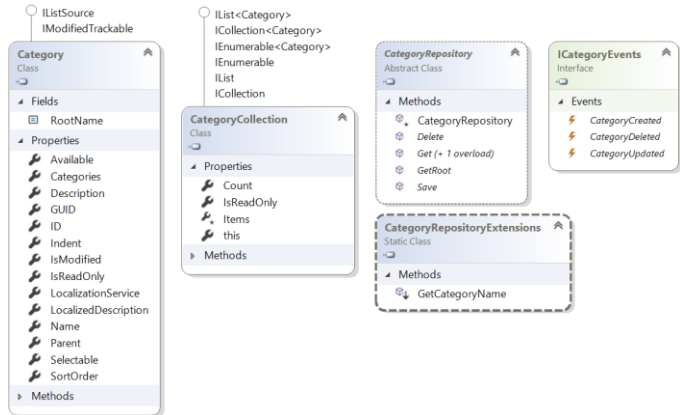 IListSource
IModifiedTrackable
Category
Class
Fields
RootName
Properties
Available
Categories
Description
GUID
ID
Indent
IsModified
IsReadOnly
LocalizationService
LocalizedDescription
Name
Parent
Selectable
SortOrder
Methods
IList<Category>
ICollection<Category>
IEnumerable<Category>
IEnumerable
IList
ICollection
CategoryCollection
Class
Properties
Count
IsReadOnly
Items
this
Methods
CategoryRepository
Abstract Class
Methods
CategoryRepository
Delete
Get (+ 1 overload)
GetRoot
Save
CategoryRepositoryExtensions
Static Class
Methods
GetCategoryName
ICategoryEvents
Interface
Events
CategoryCreated
CategoryDeleted
CategoryUpdated